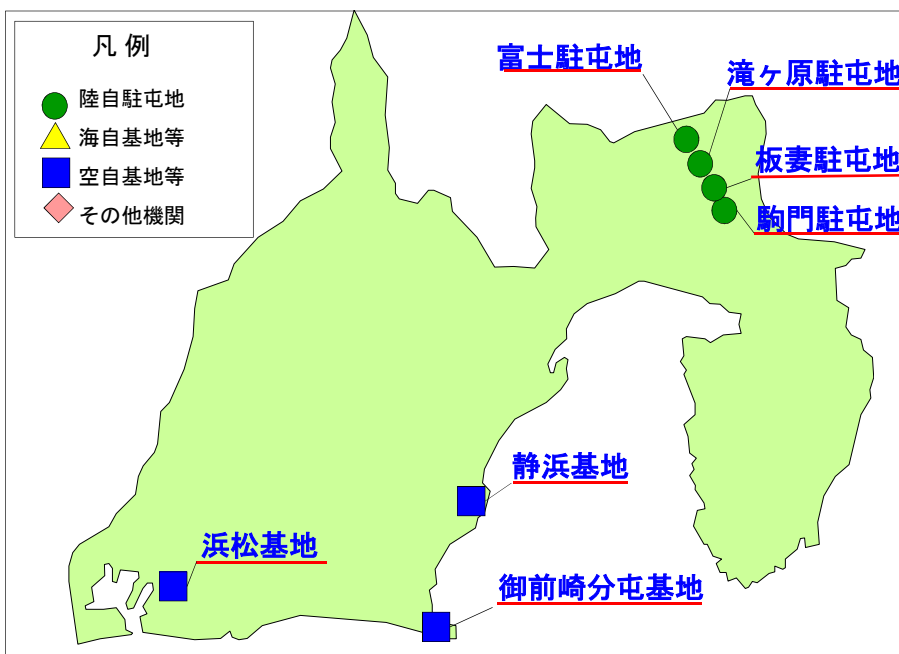 凡 例
陸自駐屯地
海自基地等
空自基地等
その他機関
富士駐屯地
滝ヶ原駐屯地
板妻駐屯地
駒門駐屯地
静浜基地
浜松基地
御前崎分屯基地